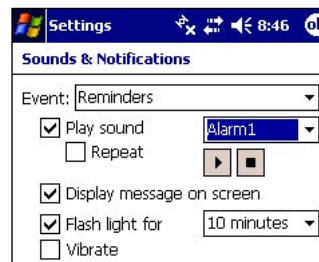 Settings 8:46 ok
Sounds & Notifications
Event: Reminders
Play sound Alarm1
Repeat
Display message on screen
Flash light for 10 minutes
Vibrate